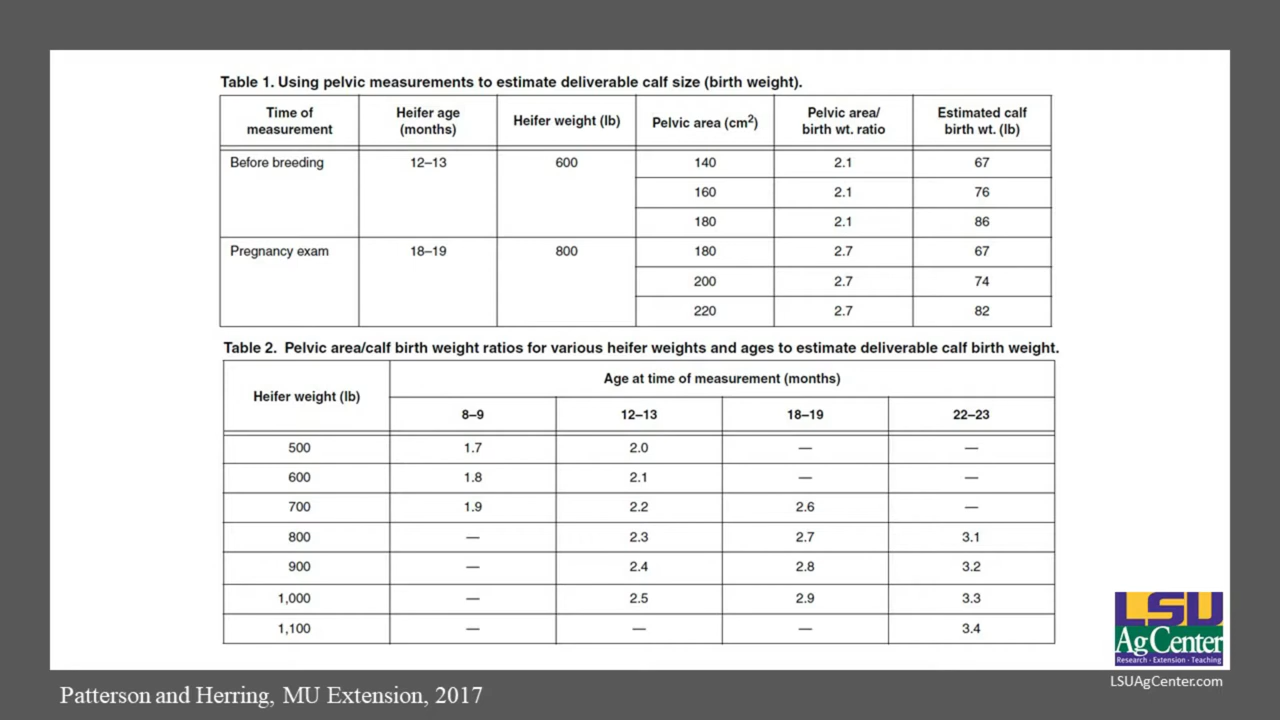 Table 1. Using pelvic measurements to estimate deliverable calf size (birth weight).
Time of measurement | Heifer age (months) | Heifer weight (lb) | Pelvic area (cm²) | Pelvic area/ birth wt. ratio | Estimated calf birth wt. (lb)
Before breeding | 12–13 | 600 | 140 | 2.1 | 67
160 | 2.1 | 76
180 | 2.1 | 86
Pregnancy exam | 18–19 | 800 | 180 | 2.7 | 67
200 | 2.7 | 74
220 | 2.7 | 82
Table 2. Pelvic area/calf birth weight ratios for various heifer weights and ages to estimate deliverable calf birth weight.
Heifer weight (lb) | Age at time of measurement (months)
8–9 | 12–13 | 18–19 | 22–23
500 | 1.7 | 2.0 | — | —
600 | 1.8 | 2.1 | — | —
700 | 1.9 | 2.2 | 2.6 | —
800 | — | 2.3 | 2.7 | 3.1
900 | — | 2.4 | 2.8 | 3.2
1,000 | — | 2.5 | 2.9 | 3.3
1,100 | — | — | — | 3.4
LSU
AgCenter
Research · Extension · Teaching
LSUAgCenter.com
Patterson and Herring, MU Extension, 2017